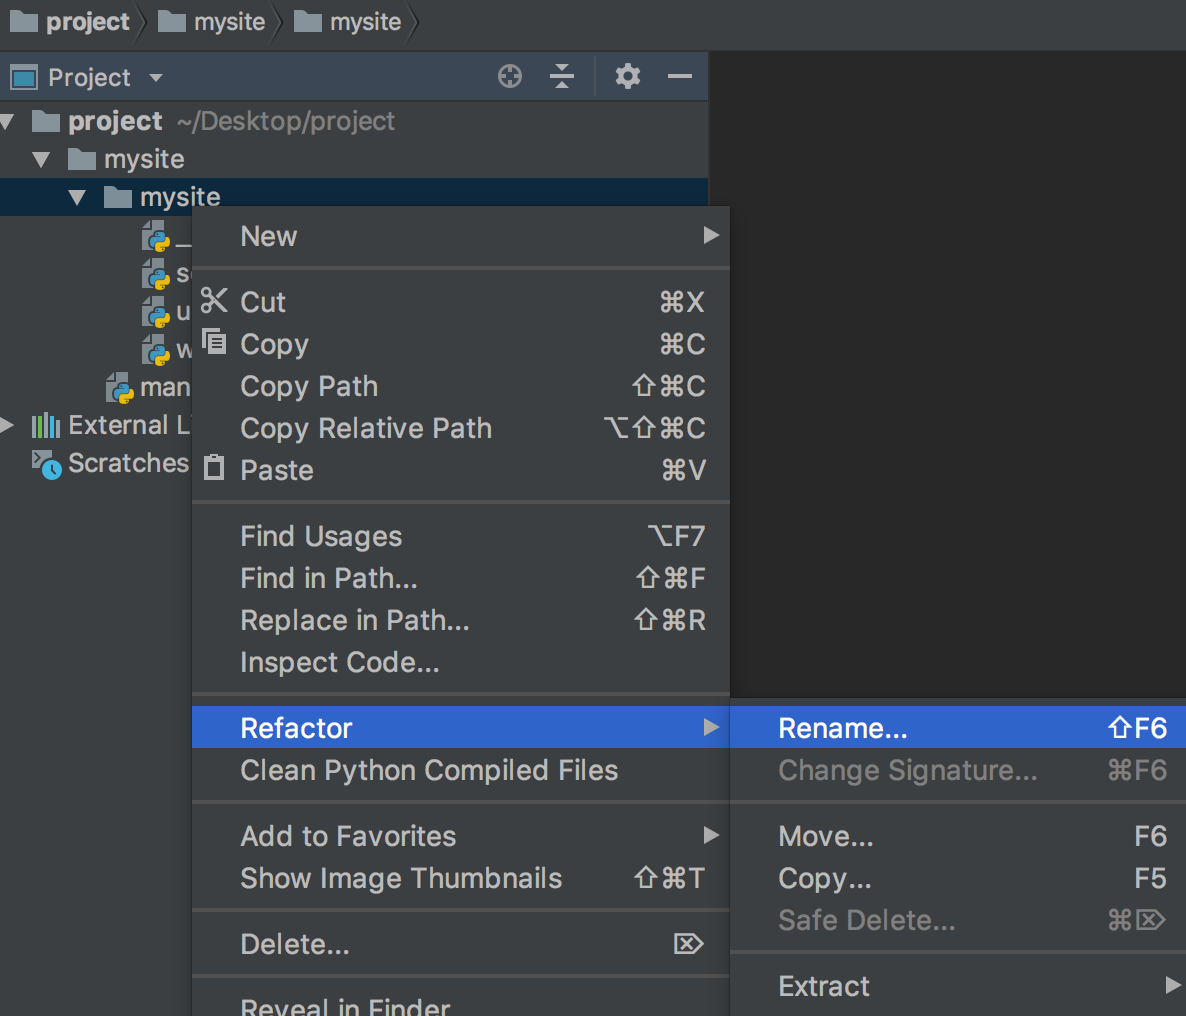 project mysite mysite
Project
project ~/Desktop/project
mysite
mysite
man
External L
Scratches
New
Cut ⌘X
Copy ⌘C
Copy Path ⇧⌘C
Copy Relative Path ⌥⇧⌘C
Paste ⌘V
Find Usages ⌥F7
Find in Path... ⇧⌘F
Replace in Path... ⇧⌘R
Inspect Code...
Refactor
Clean Python Compiled Files
Add to Favorites
Show Image Thumbnails ⇧⌘T
Delete... ⌦
Reveal in Finder
Rename... ⇧F6
Change Signature... ⌘F6
Move... F6
Copy... F5
Safe Delete... ⌘⌦
Extract